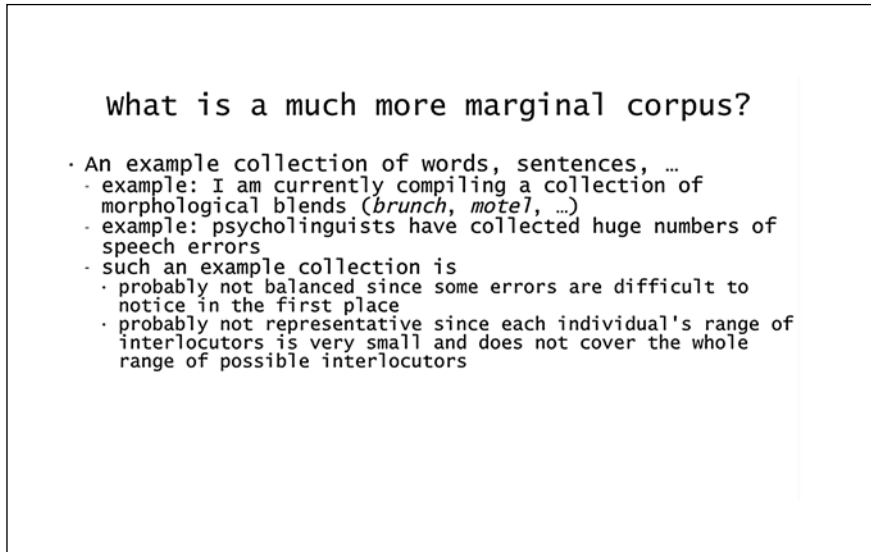 What is a much more marginal corpus?
· An example collection of words, sentences, …
- example: I am currently compiling a collection of
morphological blends (brunch, motel, …)
- example: psycholinguists have collected huge numbers of
speech errors
- such an example collection is
· probably not balanced since some errors are difficult to
notice in the first place
· probably not representative since each individual's range of
interlocutors is very small and does not cover the whole
range of possible interlocutors